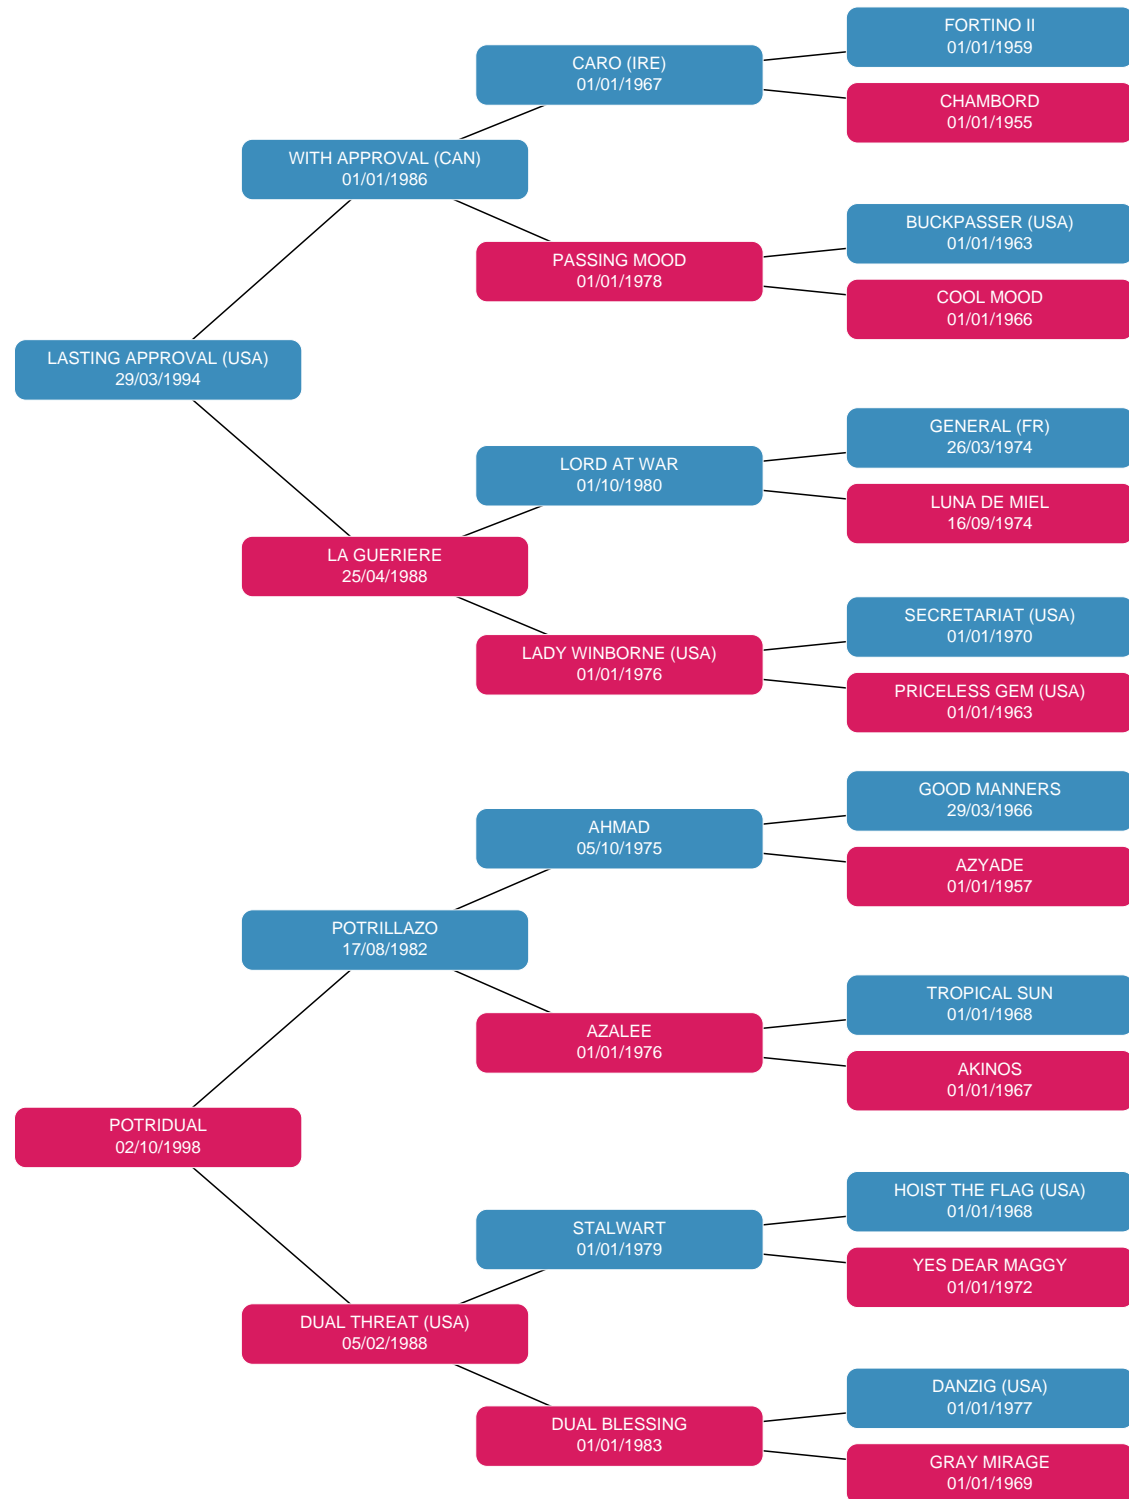 FORTINO II
01/01/1959
CARO (IRE)
01/01/1967
CHAMBORD
01/01/1955
WITH APPROVAL (CAN)
01/01/1986
BUCKPASSER (USA)
01/01/1963
PASSING MOOD
01/01/1978
COOL MOOD
01/01/1966
LASTING APPROVAL (USA)
29/03/1994
GENERAL (FR)
26/03/1974
LORD AT WAR
01/10/1980
LUNA DE MIEL
16/09/1974
LA GUERIERE
25/04/1988
SECRETARIAT (USA)
01/01/1970
LADY WINBORNE (USA)
01/01/1976
PRICELESS GEM (USA)
01/01/1963
GOOD MANNERS
29/03/1966
AHMAD
05/10/1975
AZYADE
01/01/1957
POTRILLAZO
17/08/1982
TROPICAL SUN
01/01/1968
AZALEE
01/01/1976
AKINOS
01/01/1967
POTRIDUAL
02/10/1998
HOIST THE FLAG (USA)
01/01/1968
STALWART
01/01/1979
YES DEAR MAGGY
01/01/1972
DUAL THREAT (USA)
05/02/1988
DANZIG (USA)
01/01/1977
DUAL BLESSING
01/01/1983
GRAY MIRAGE
01/01/1969